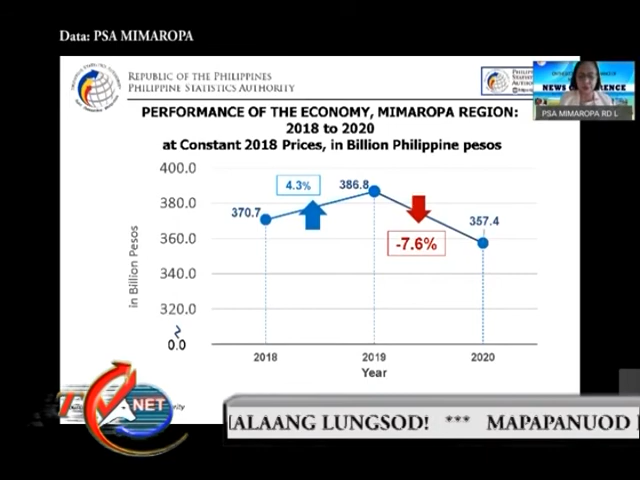 Data: PSA MIMAROPA
REPUBLIC OF THE PHILIPPINES
PHILIPPINE STATISTICS AUTHORITY
NEWS CONFERENCE
PSA MIMAROPA RD L
PERFORMANCE OF THE ECONOMY, MIMAROPA REGION:
2018 to 2020
at Constant 2018 Prices, in Billion Philippine pesos
in Billion Pesos
400.0
380.0
360.0
340.0
320.0
0.0
370.7
4.3%
386.8
-7.6%
357.4
2018 2019 2020
Year
NET
ALAANG LUNGSOD! *** MAPAPANUOD